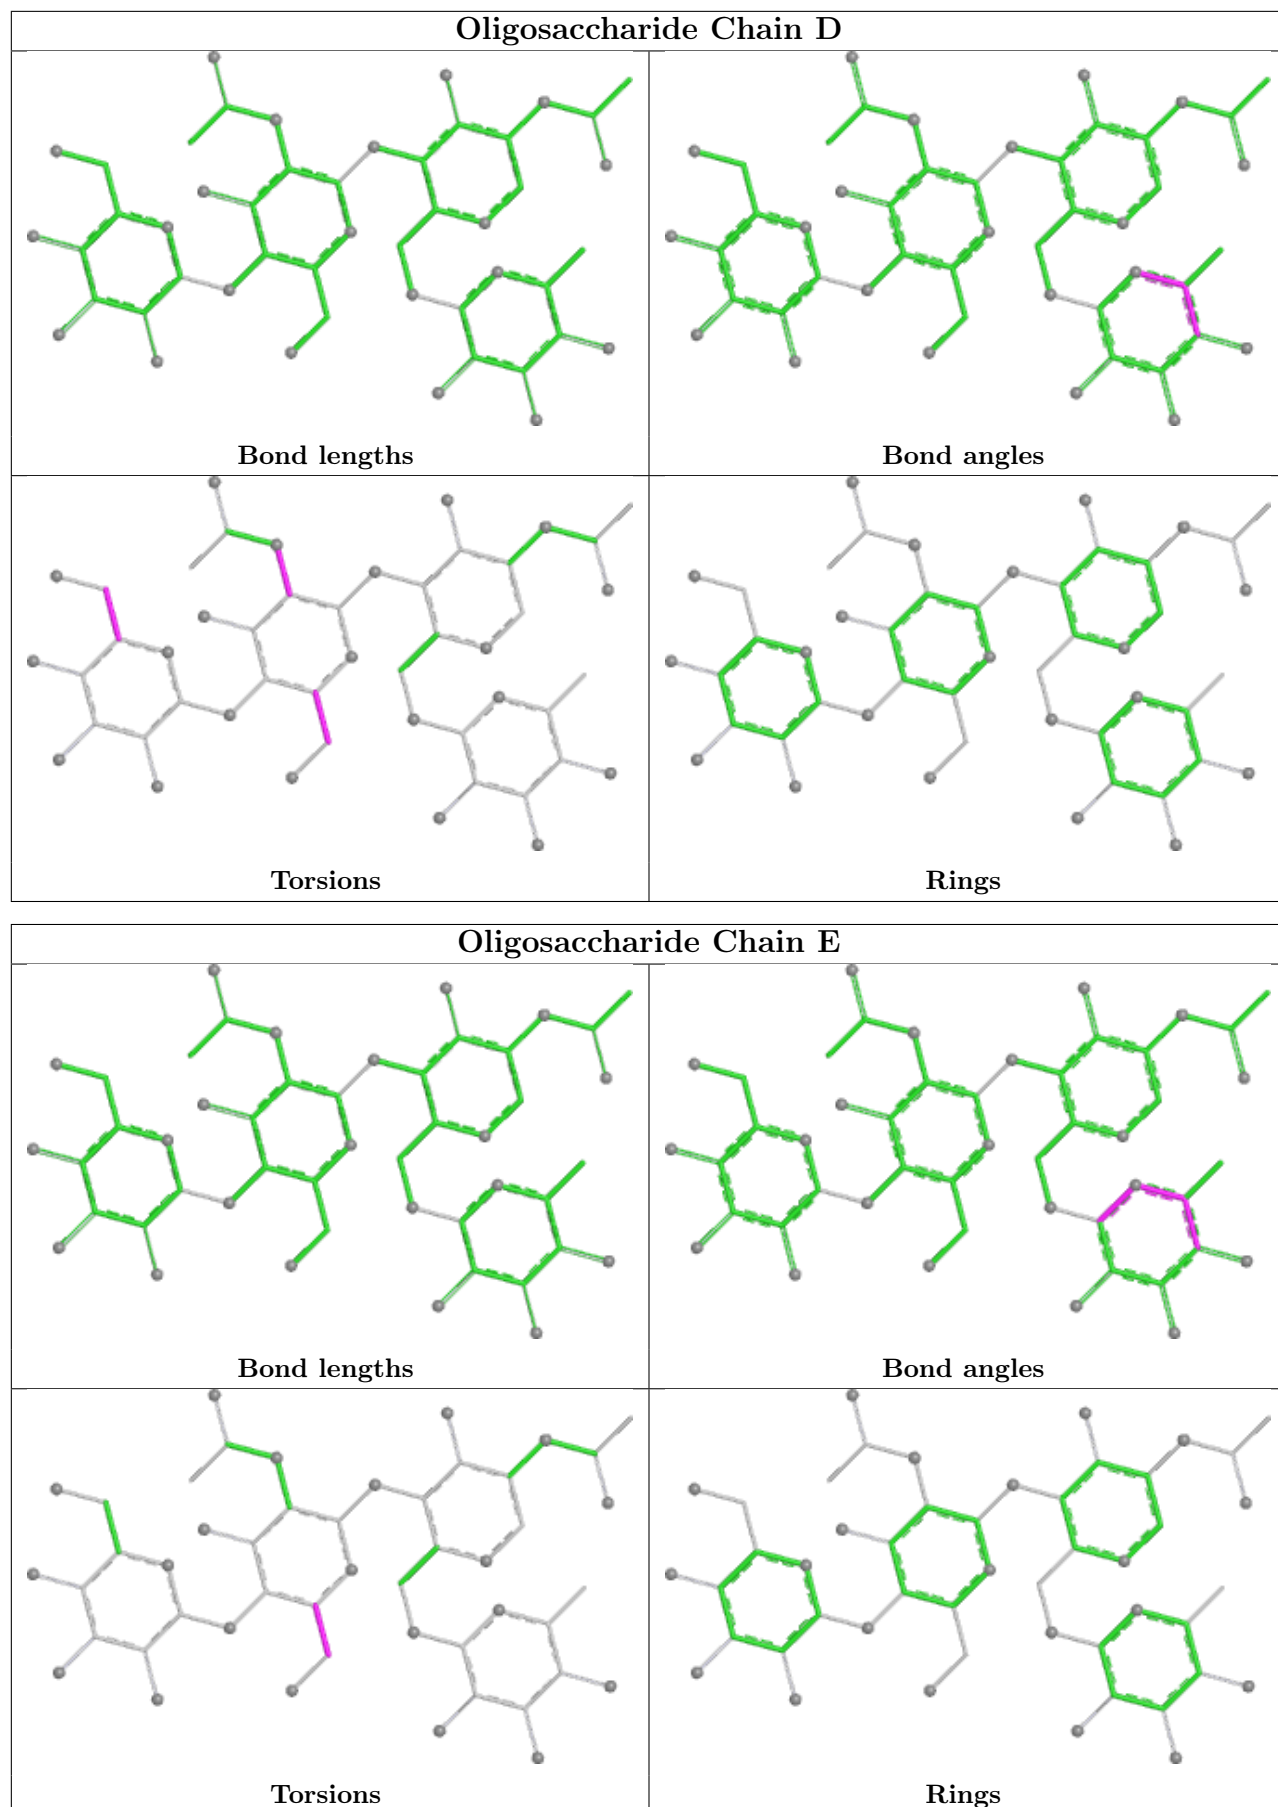 Oligosaccharide Chain D
Bond lengths
Bond angles
Torsions
Rings
Oligosaccharide Chain E
Bond lengths
Bond angles
Torsions
Rings